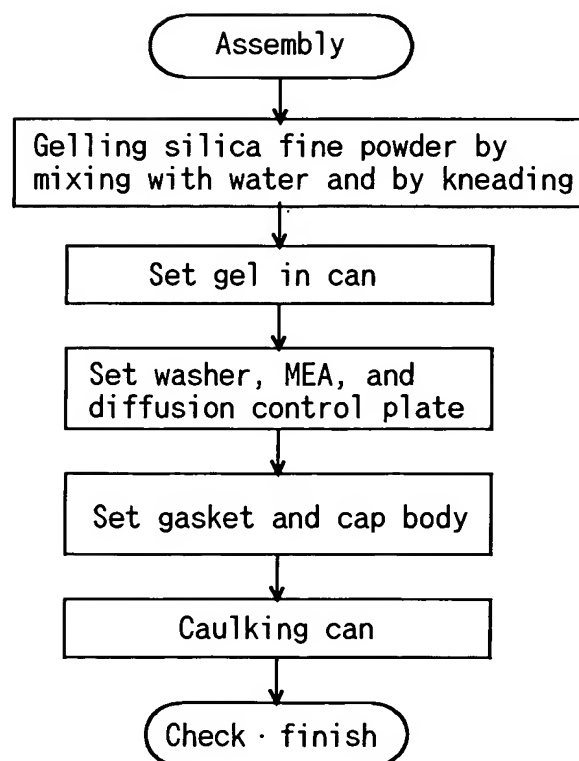 Assembly
Gelling silica fine powder by
mixing with water and by kneading
Set gel in can
Set washer, MEA, and
diffusion control plate
Set gasket and cap body
Caulking can
Check · finish